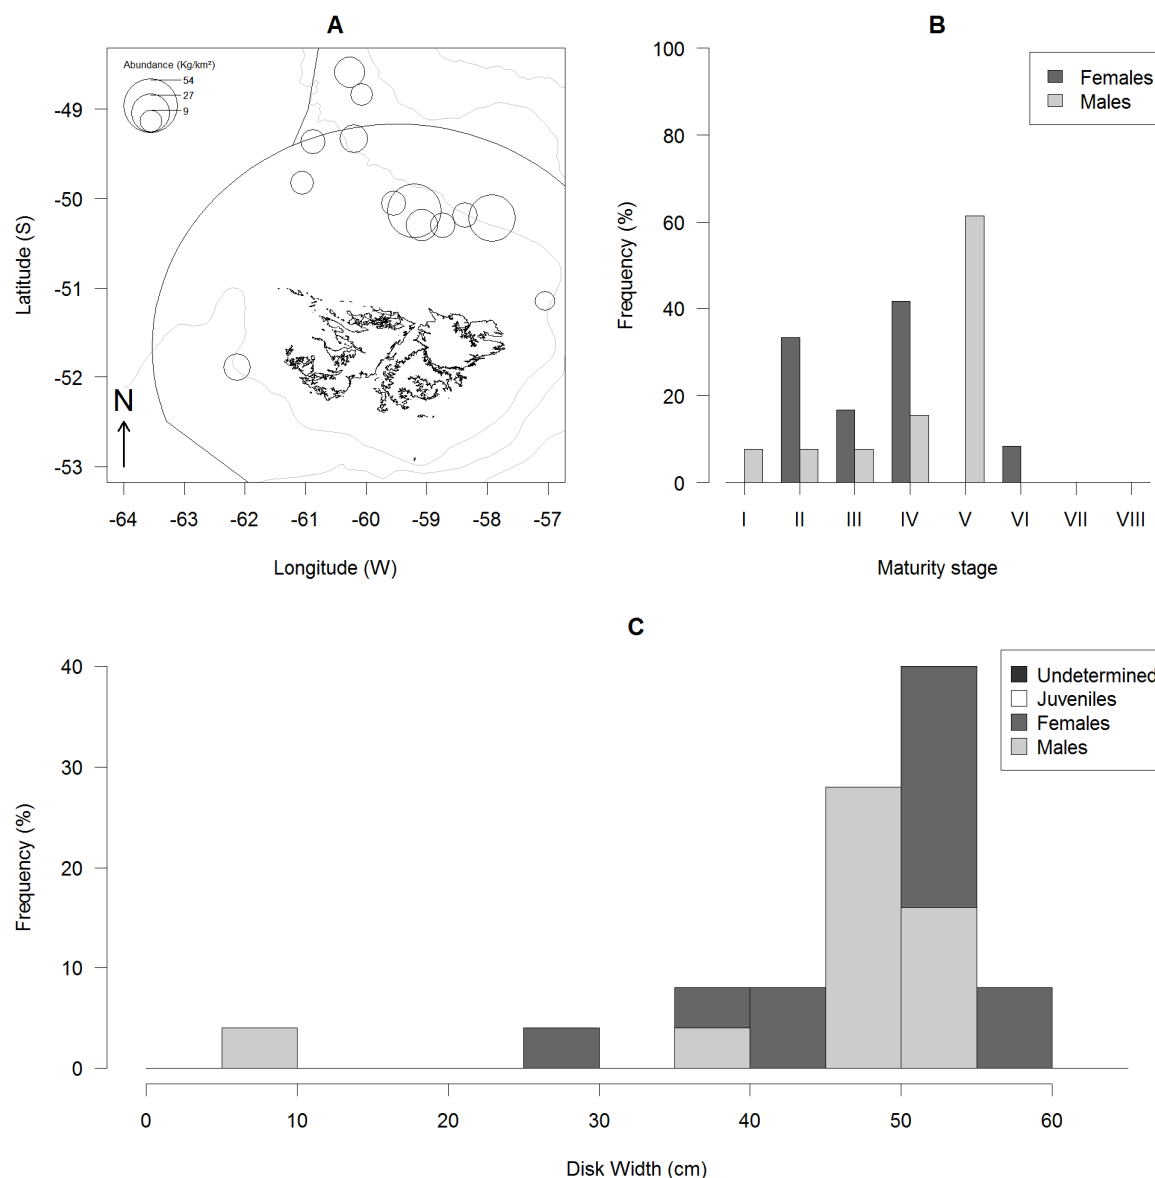 A
Abundance (Kg/km²)
54
27
9
-49
-50
-51
-52
-53
Latitude (S)
N
-64 -63 -62 -61 -60 -59 -58 -57
Longitude (W)
B
100
80
60
40
20
0
Frequency (%)
Females
Males
I II III IV V VI VII VIII
Maturity stage
C
40
30
20
10
0
Frequency (%)
Undetermined
Juveniles
Females
Males
0 10 20 30 40 50 60
Disk Width (cm)